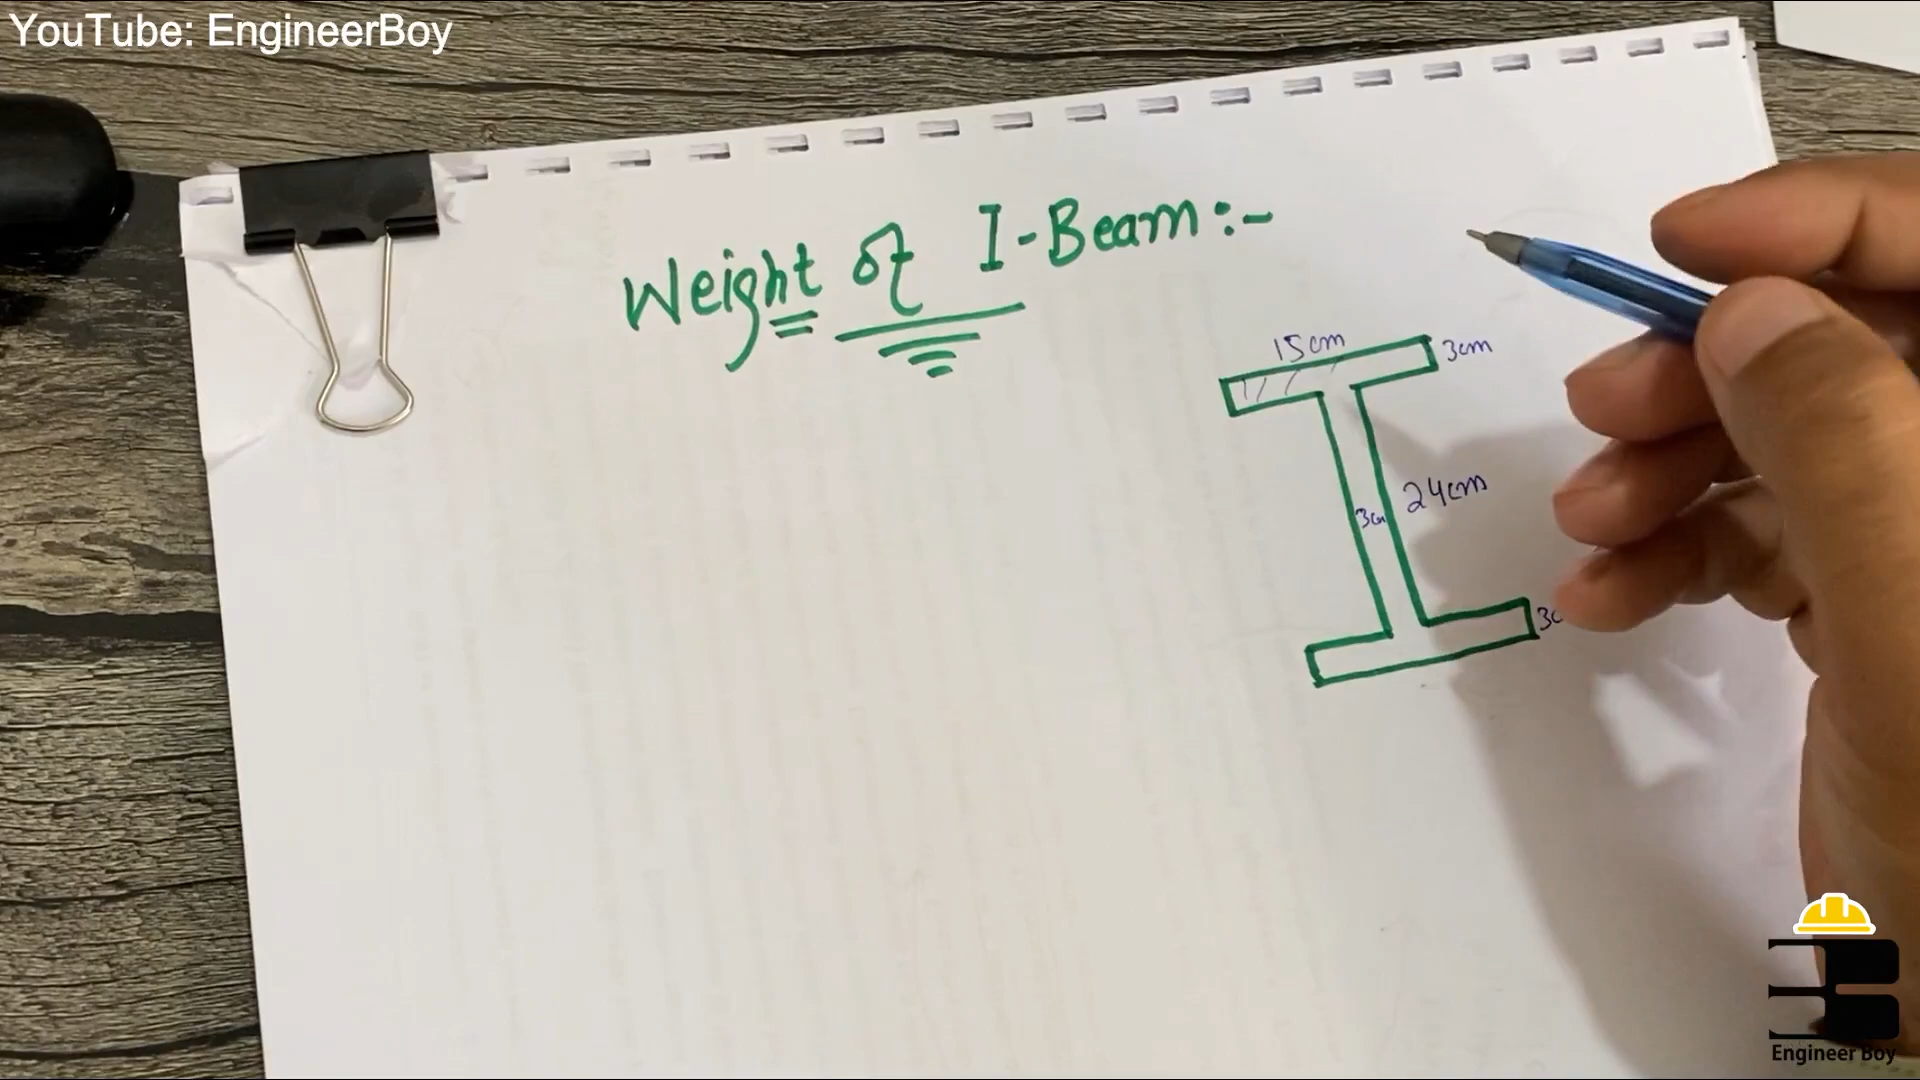 YouTube: EngineerBoy
Weight of I-Beam:-
15cm
3cm
24cm
3cm
Engineer Boy